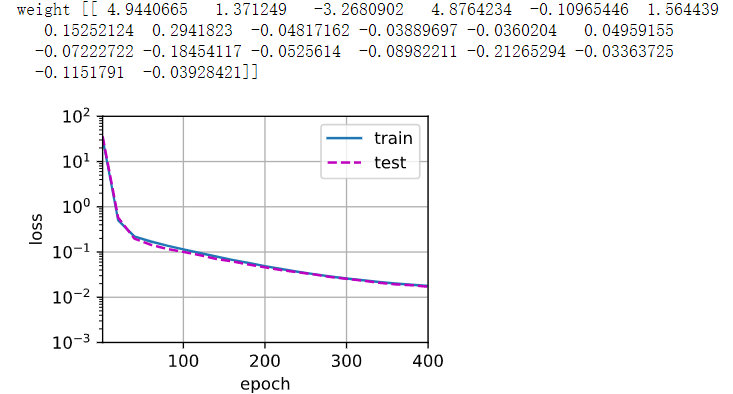 weight [[ 4.9440665 1.371249 -3.2680902 4.8764234 -0.10965446 1.564439
0.15252124 0.2941823 -0.04817162 -0.03889697 -0.0360204 0.04959155
-0.07222722 -0.18454117 -0.0525614 -0.08982211 -0.21265294 -0.03363725
-0.1151791 -0.03928421]]
10²
10¹
10⁰
10⁻¹
10⁻²
10⁻³
loss
train
test
100 200 300 400
epoch